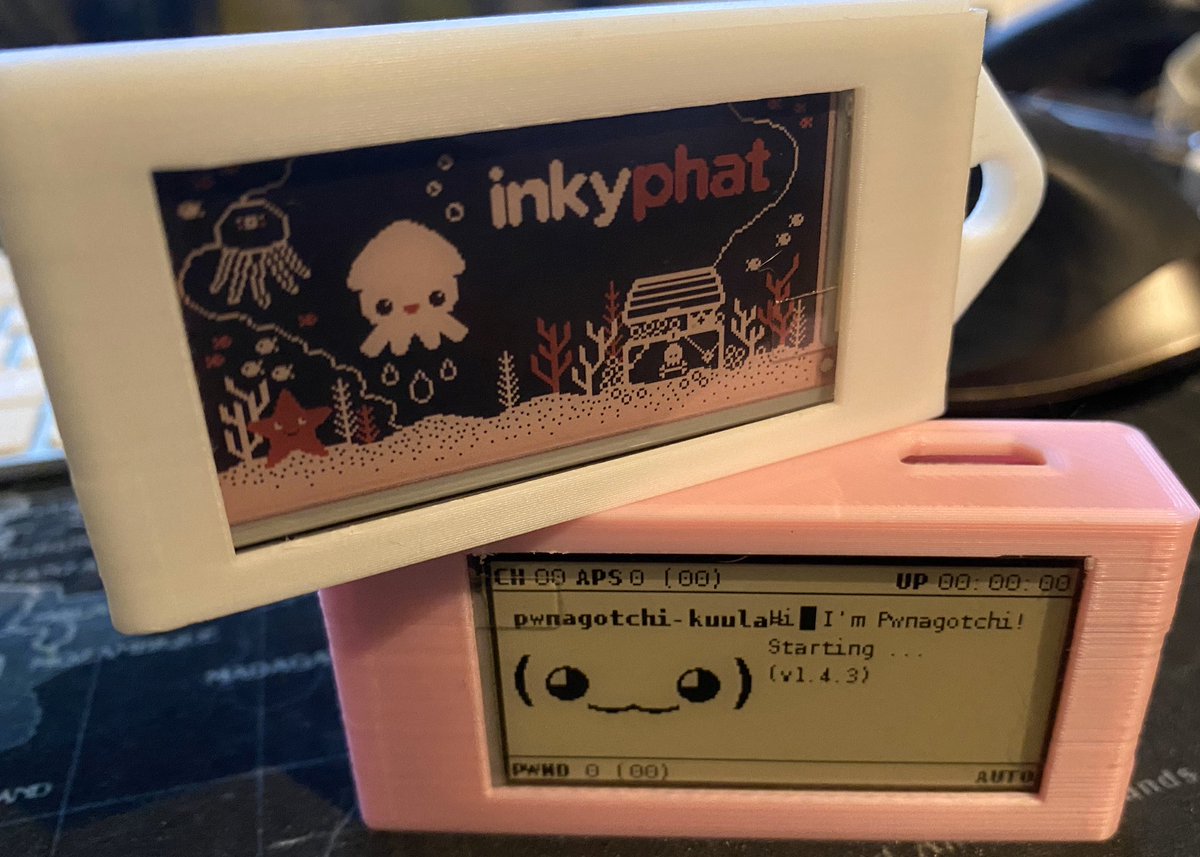 inkyphat
CH 00 APS 0 (00) UP 00:00:00
pwnagotchi-kuula Hi I'm Pwnagotchi!
Starting ...
(v1.4.3)
PWND 0 (00) AUTO